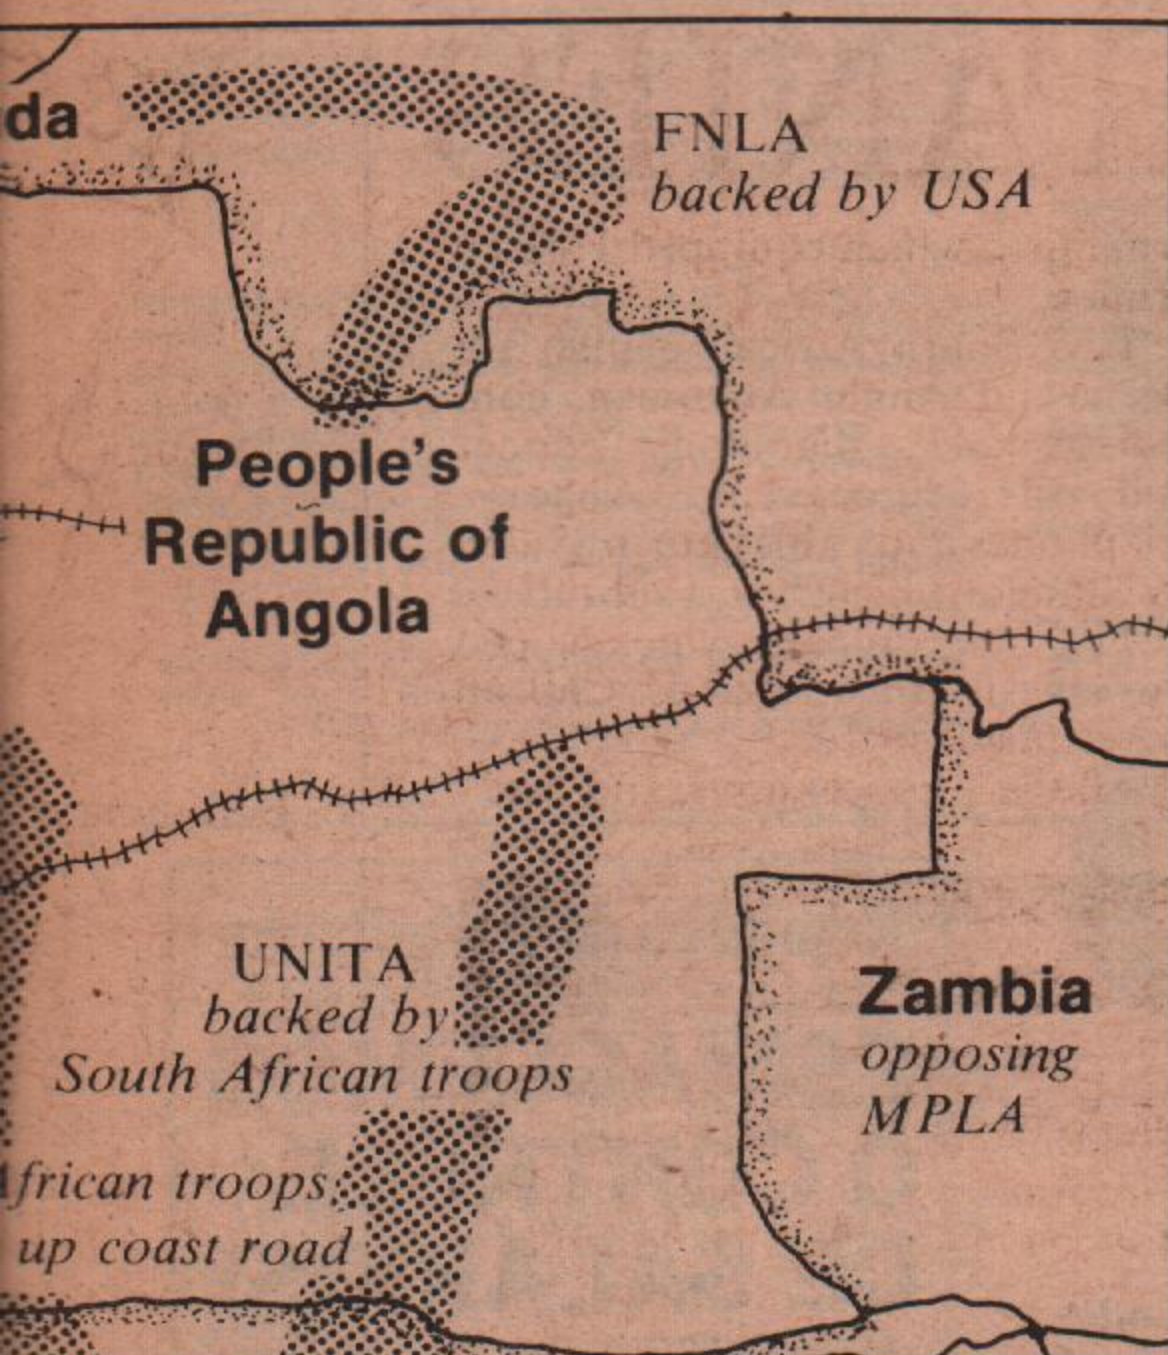 da
FNLA
backed by USA
People's
Republic of
Angola
UNITA
backed by
South African troops
African troops
up coast road
Zambia
opposing
MPLA